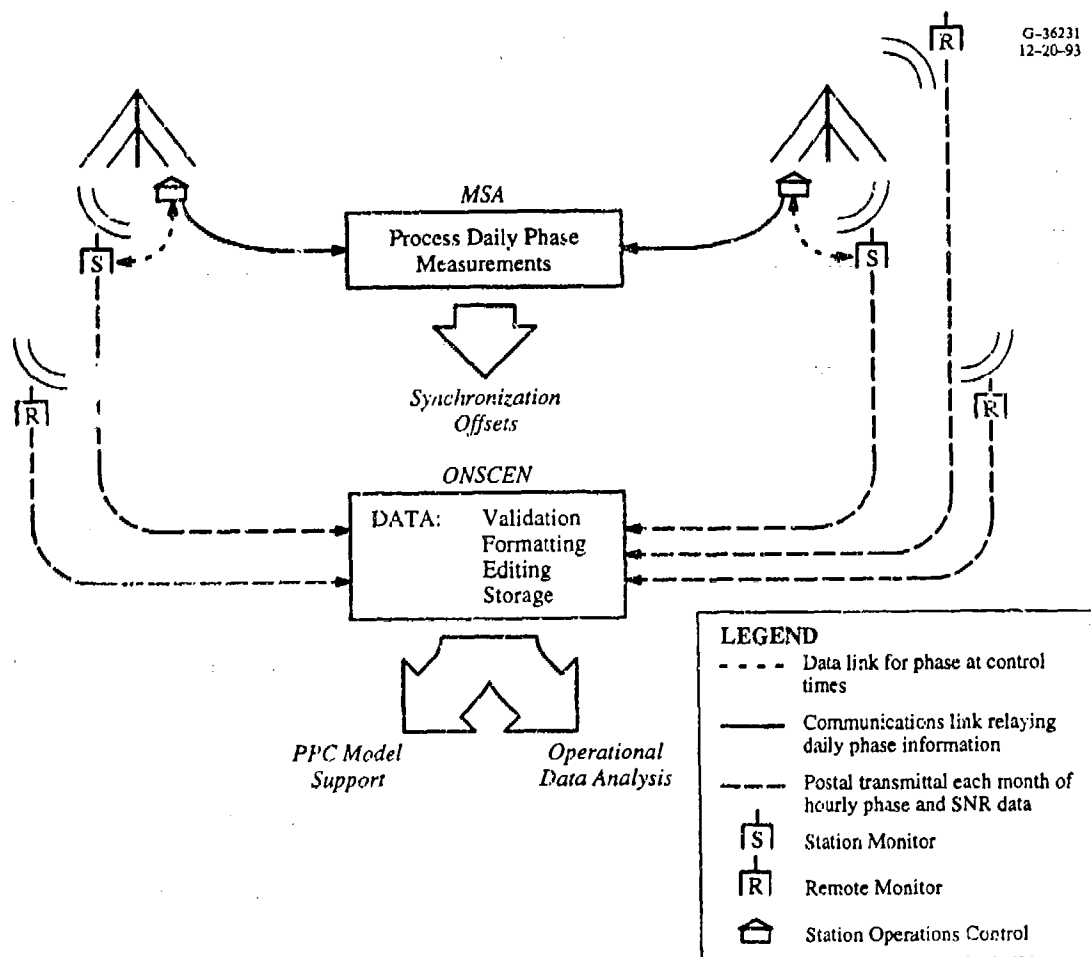 R
G-36231
12-20-93
MSA
Process Daily Phase
Measurements
S
S
Synchronization
Offsets
R
R
ONSCEN
DATA: Validation
Formatting
Editing
Storage
PPC Model
Support
Operational
Data Analysis
LEGEND
Data link for phase at control
times
Communications link relaying
daily phase information
Postal transmittal each month of
hourly phase and SNR data
S Station Monitor
R Remote Monitor
Station Operations Control